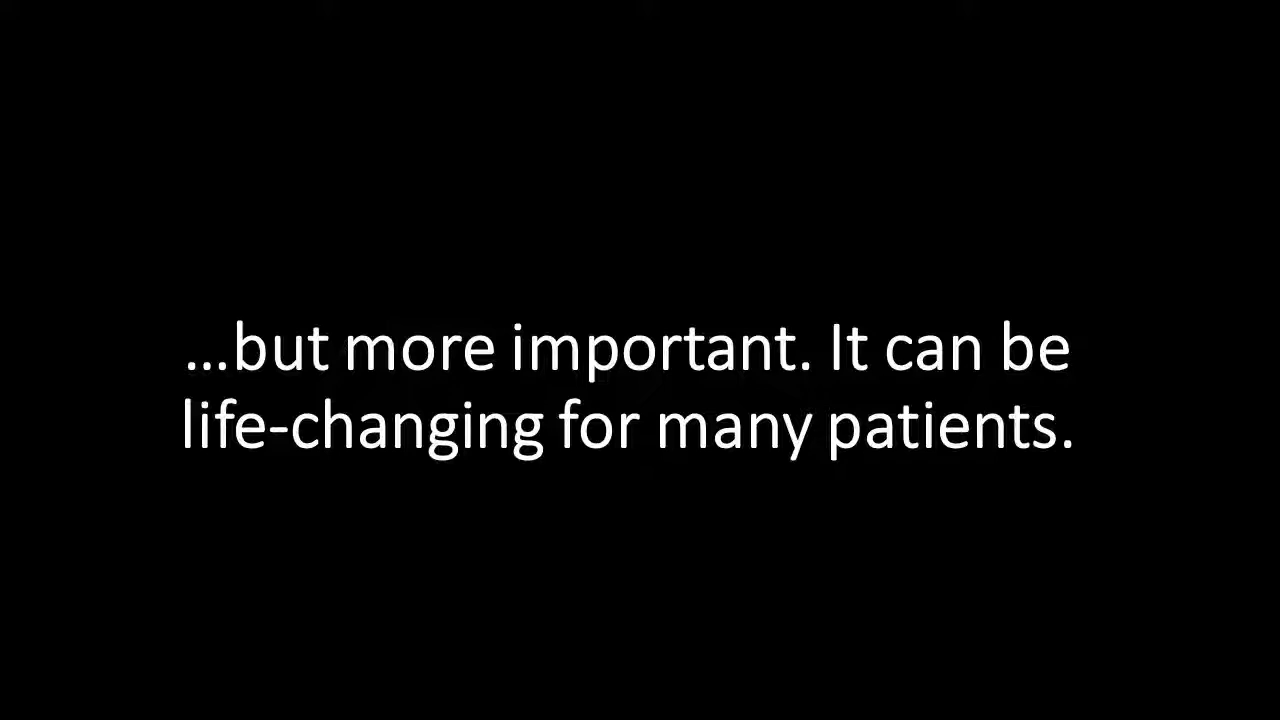 ...but more important. It can be
life-changing for many patients.